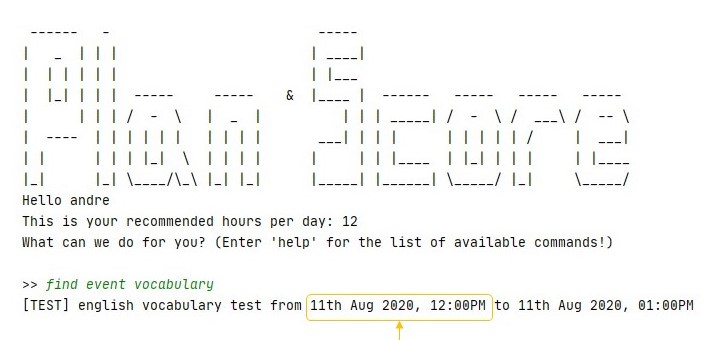 Plan & Score
Hello andre
This is your recommended hours per day: 12
What can we do for you? (Enter 'help' for the list of available commands!)
>> find event vocabulary
[TEST] english vocabulary test from 11th Aug 2020, 12:00PM to 11th Aug 2020, 01:00PM